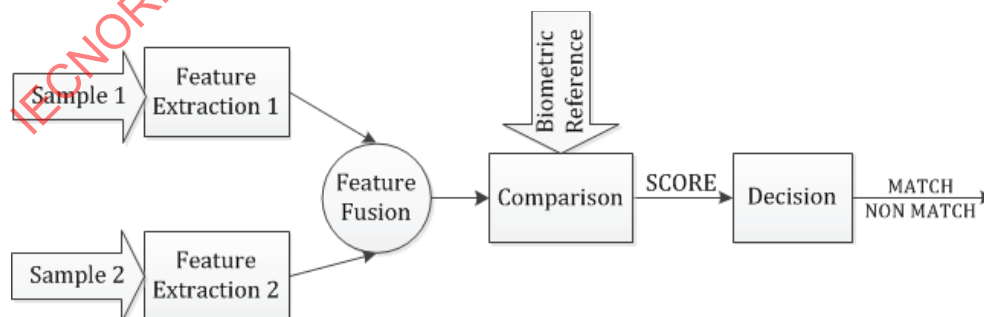 IECNOR
Sample 1
Feature
Extraction 1
Sample 2
Feature
Extraction 2
Feature
Fusion
Biometric
Reference
Comparison
SCORE
Decision
MATCH
NON MATCH